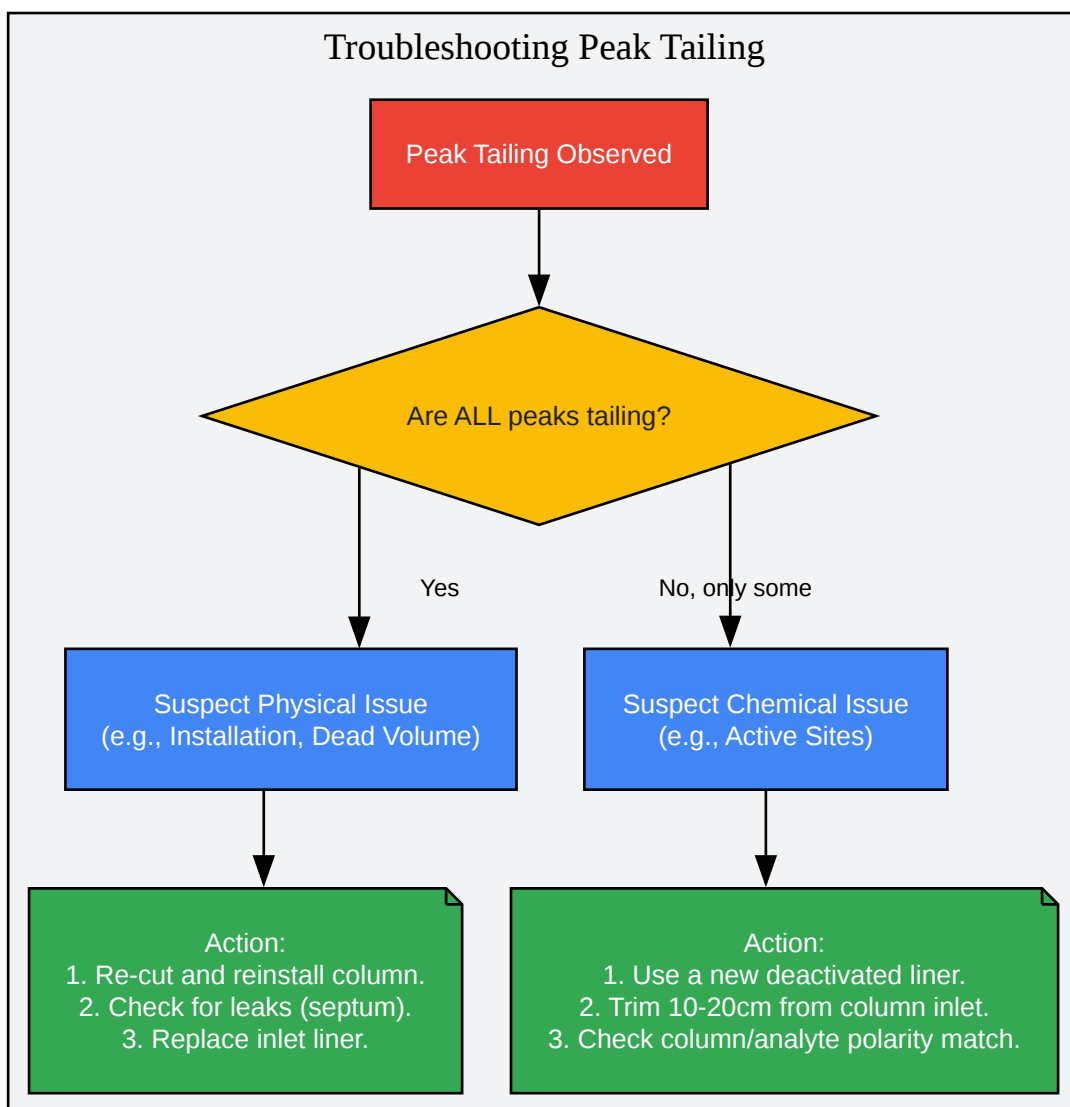 Troubleshooting Peak Tailing
Peak Tailing Observed
Are ALL peaks tailing?
Yes
No, only some
Suspect Physical Issue
(e.g., Installation, Dead Volume)
Suspect Chemical Issue
(e.g., Active Sites)
Action:
1. Re-cut and reinstall column.
2. Check for leaks (septum).
3. Replace inlet liner.
Action:
1. Use a new deactivated liner.
2. Trim 10-20cm from column inlet.
3. Check column/analyte polarity match.